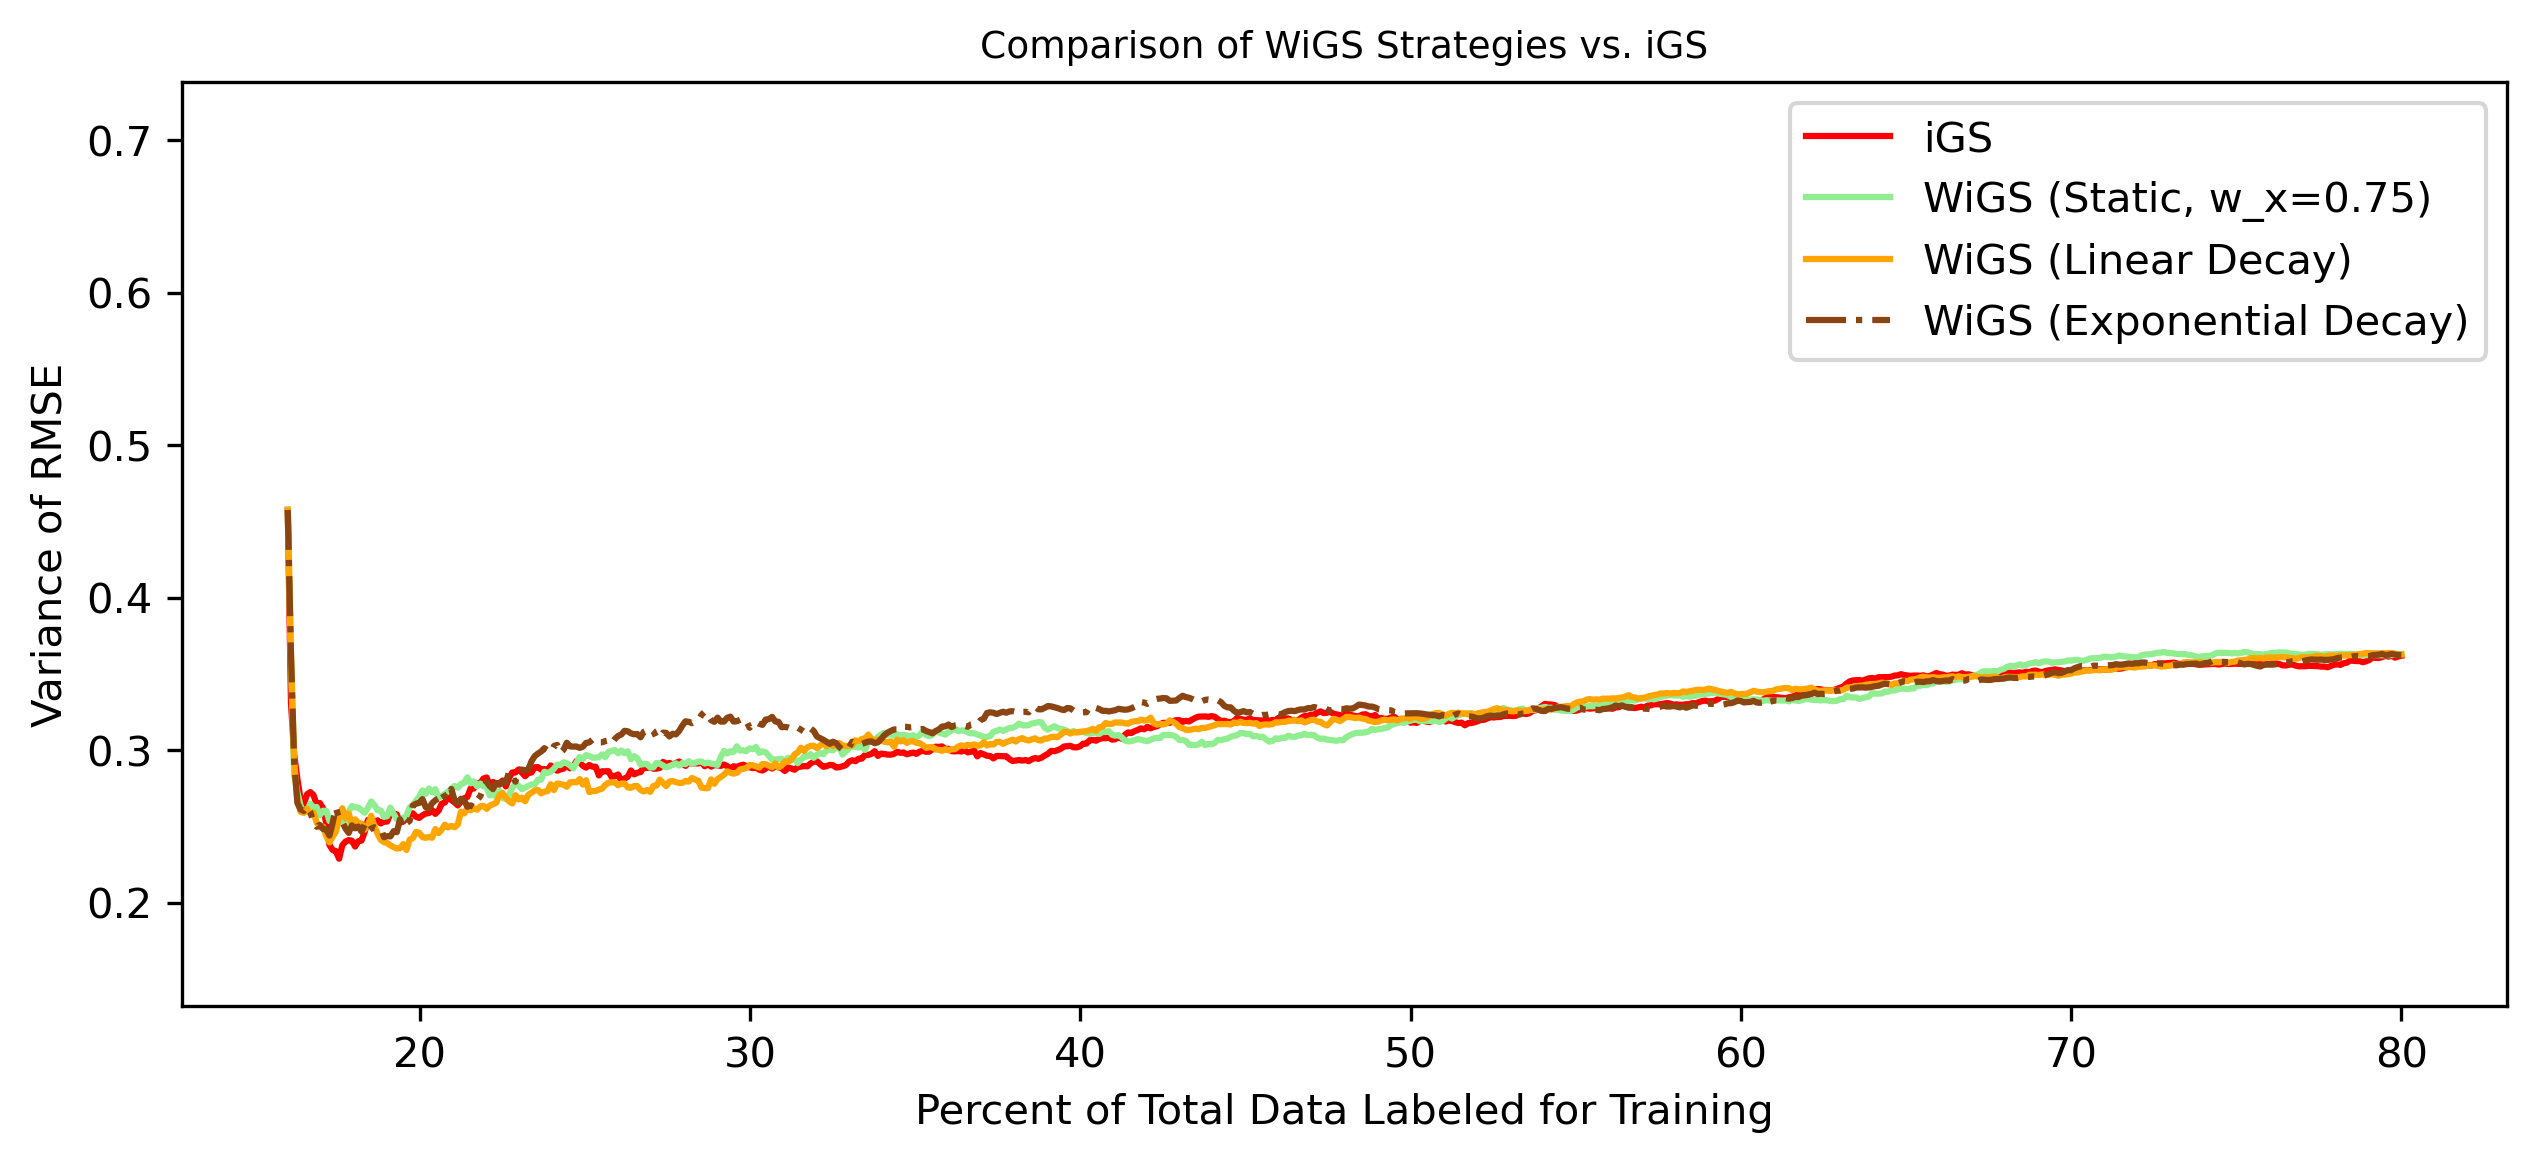 Comparison of WiGS Strategies vs. iGS
Variance of RMSE
0.7
0.6
0.5
0.4
0.3
0.2
iGS
WiGS (Static, w_x=0.75)
WiGS (Linear Decay)
WiGS (Exponential Decay)
20 30 40 50 60 70 80
Percent of Total Data Labeled for Training